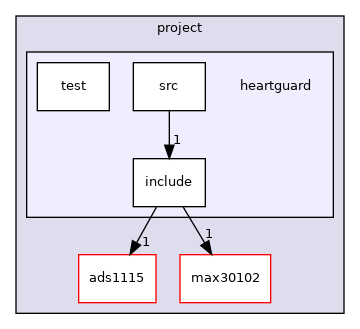 project
test
src
heartguard
1
include
1
1
ads1115
max30102